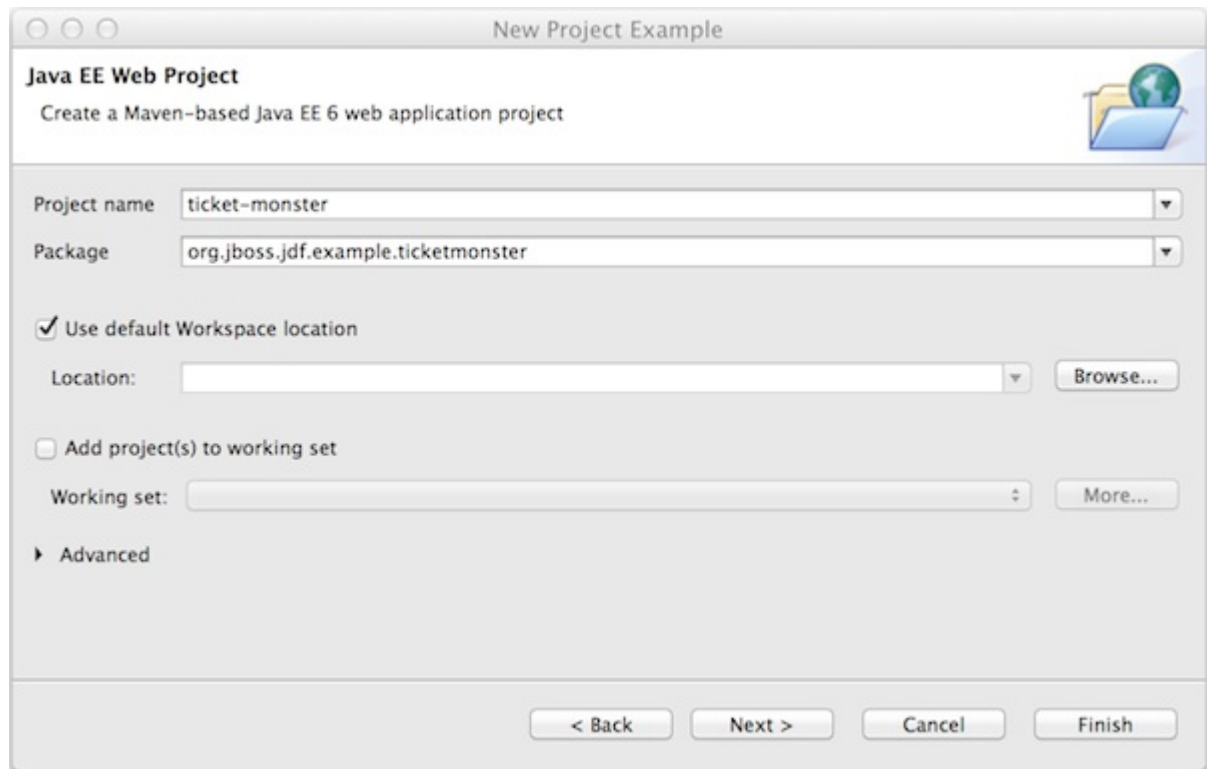 New Project Example
Java EE Web Project
Create a Maven-based Java EE 6 web application project
Project name ticket-monster
Package org.jboss.jdf.example.ticketmonster
Use default Workspace location
Location: Browse...
Add project(s) to working set
Working set: More...
Advanced
< Back Next > Cancel Finish